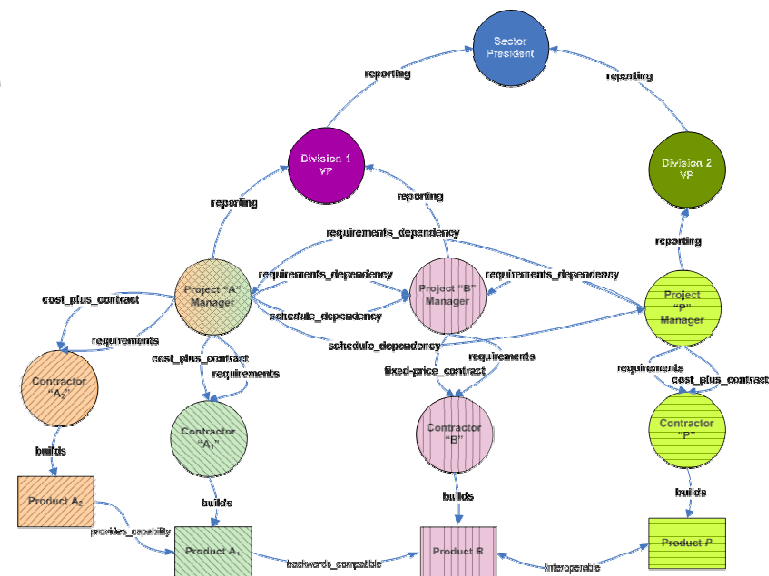 Sector
President
reporting
reporting
Division 1
VP
Division 2
VP
reporting
reporting
requirements_dependency
reporting
requirements_dependency
requirements_dependency
Project "A"
Manager
Project "B"
Manager
Project
"P"
Manager
cost_plus_contract
schedule_dependency
requirements
schedule_dependency
cost_plus_contract
requirements
fixed-price_contract
requirements
requirements
cost_plus_contract
Contractor
"A₂"
Contractor
"A₁"
Contractor
"B"
Contractor
"P"
builds
builds
builds
builds
Product A₂
provides_capability
Product A₁
backwards_compatible
Product B
interoperable
Product P